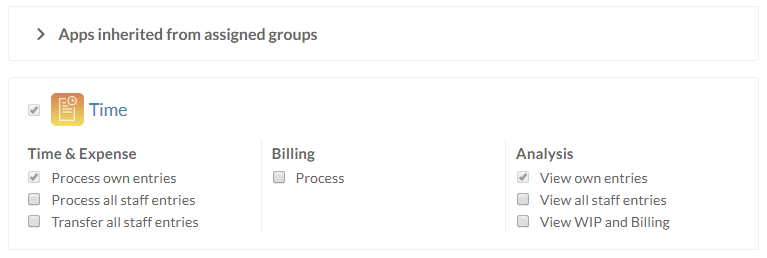 Apps inherited from assigned groups
Time
Time & Expense
Process own entries
Process all staff entries
Transfer all staff entries
Billing
Process
Analysis
View own entries
View all staff entries
View WIP and Billing